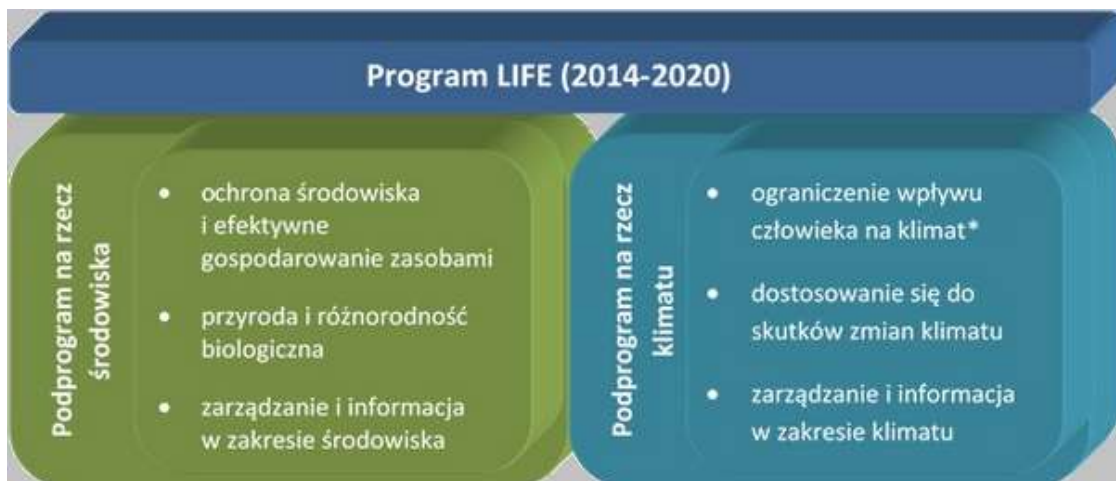 Program LIFE (2014-2020)
Podprogram na rzecz
środowiska
• ochrona środowiska
i efektywne
gospodarowanie zasobami
• przyroda i różnorodność
biologiczna
• zarządzanie i informacja
w zakresie środowiska
Podprogram na rzecz
klimatu
• ograniczenie wpływu
człowieka na klimat*
• dostosowanie się do
skutków zmian klimatu
• zarządzanie i informacja
w zakresie klimatu